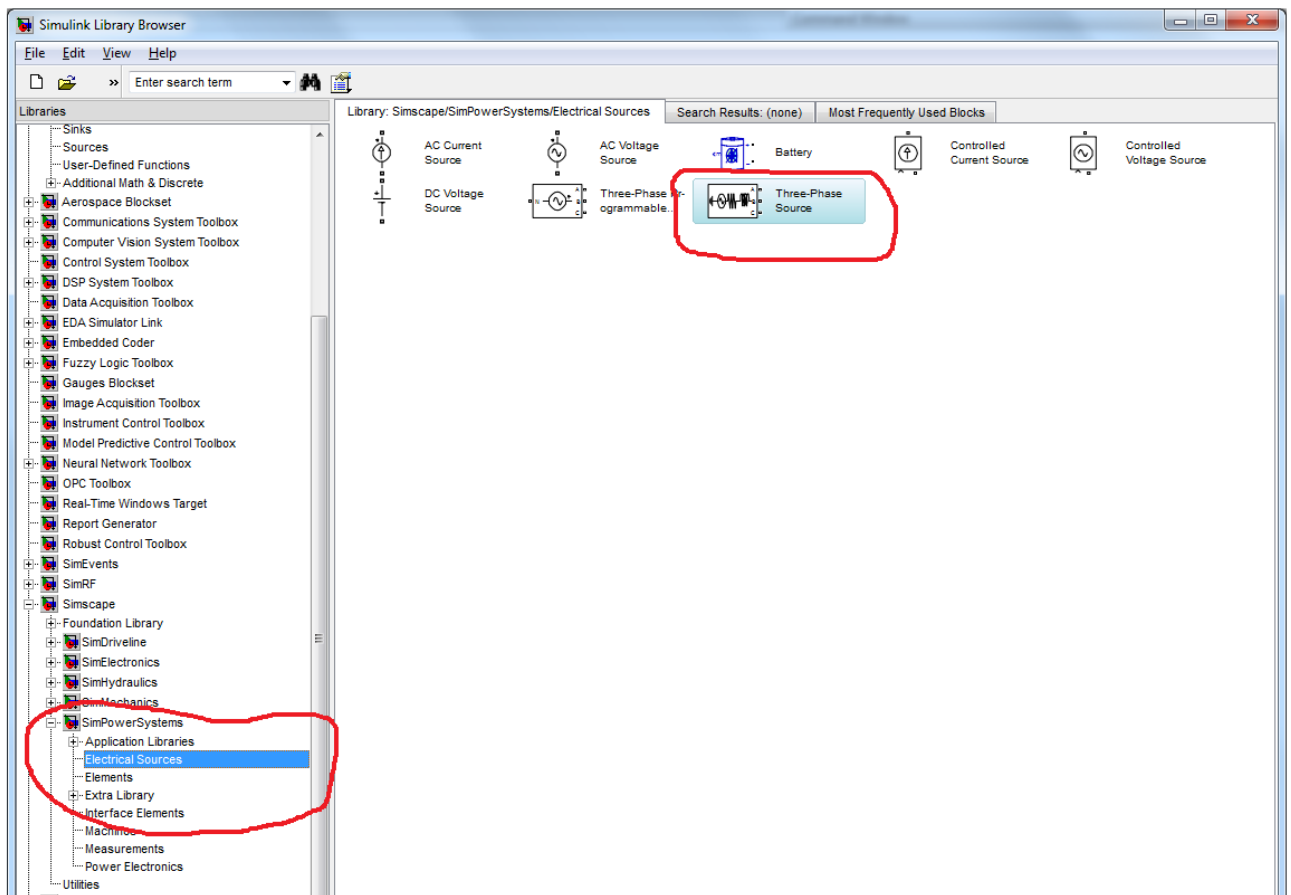 Simulink Library Browser
File Edit View Help
» Enter search term
Libraries
Sinks
Sources
User-Defined Functions
Additional Math & Discrete
Aerospace Blockset
Communications System Toolbox
Computer Vision System Toolbox
Control System Toolbox
DSP System Toolbox
Data Acquisition Toolbox
EDA Simulator Link
Embedded Coder
Fuzzy Logic Toolbox
Gauges Blockset
Image Acquisition Toolbox
Instrument Control Toolbox
Model Predictive Control Toolbox
Neural Network Toolbox
OPC Toolbox
Real-Time Windows Target
Report Generator
Robust Control Toolbox
SimEvents
SimRF
Simscape
Foundation Library
SimDriveline
SimElectronics
SimHydraulics
SimMechanics
SimPowerSystems
Application Libraries
Electrical Sources
Elements
Extra Library
Interface Elements
Machines
Measurements
Power Electronics
Utilities
Library: Simscape/SimPowerSystems/Electrical Sources Search Results: (none) Most Frequently Used Blocks
AC Current
Source
AC Voltage
Source
Battery
Controlled
Current Source
Controlled
Voltage Source
DC Voltage
Source
Three-Phase Pr-
ogrammable...
Three-Phase
Source